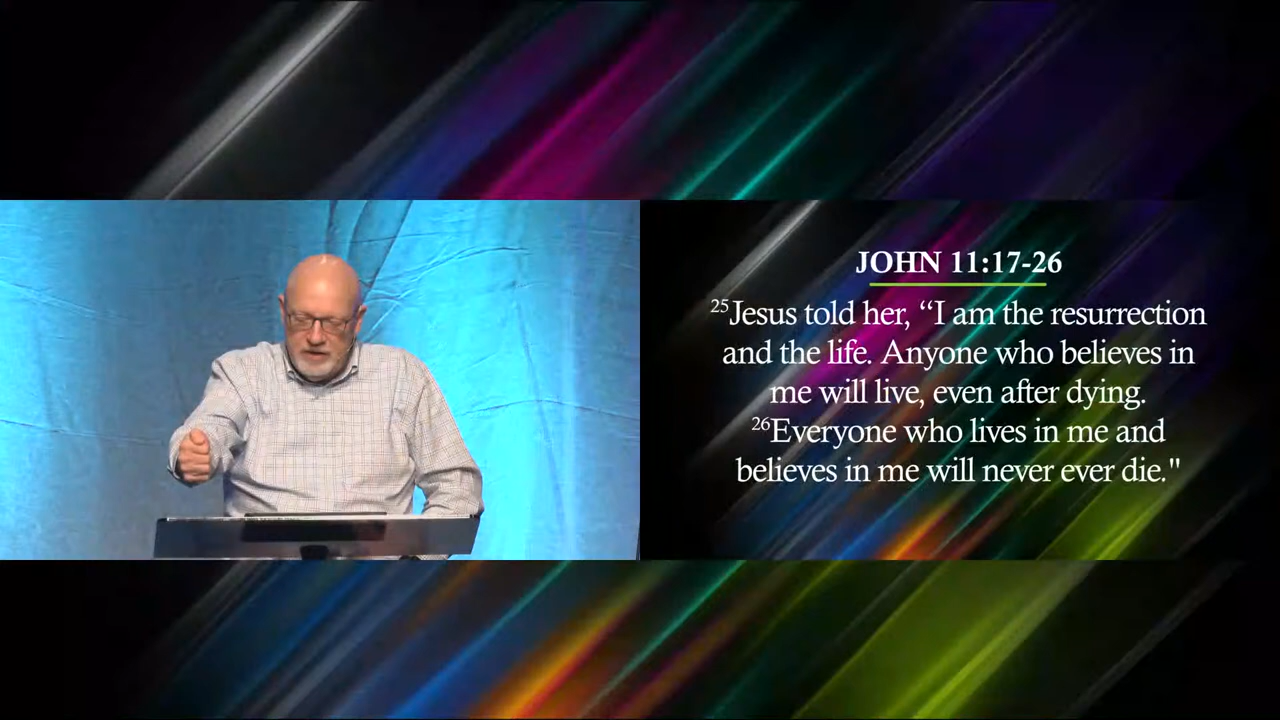 JOHN 11:17-26
²⁵Jesus told her, “I am the resurrection
and the life. Anyone who believes in
me will live, even after dying.
²⁶Everyone who lives in me and
believes in me will never ever die."